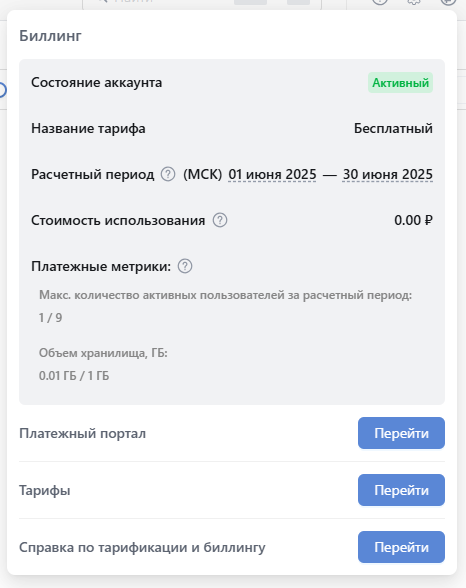 Биллинг
Состояние аккаунта Активный
Название тарифа Бесплатный
Расчетный период (МСК) 01 июня 2025 — 30 июня 2025
Стоимость использования 0.00 ₽
Платежные метрики:
Макс. количество активных пользователей за расчетный период:
1 / 9
Объем хранилища, ГБ:
0.01 ГБ / 1 ГБ
Платежный портал Перейти
Тарифы Перейти
Справка по тарификации и биллингу Перейти